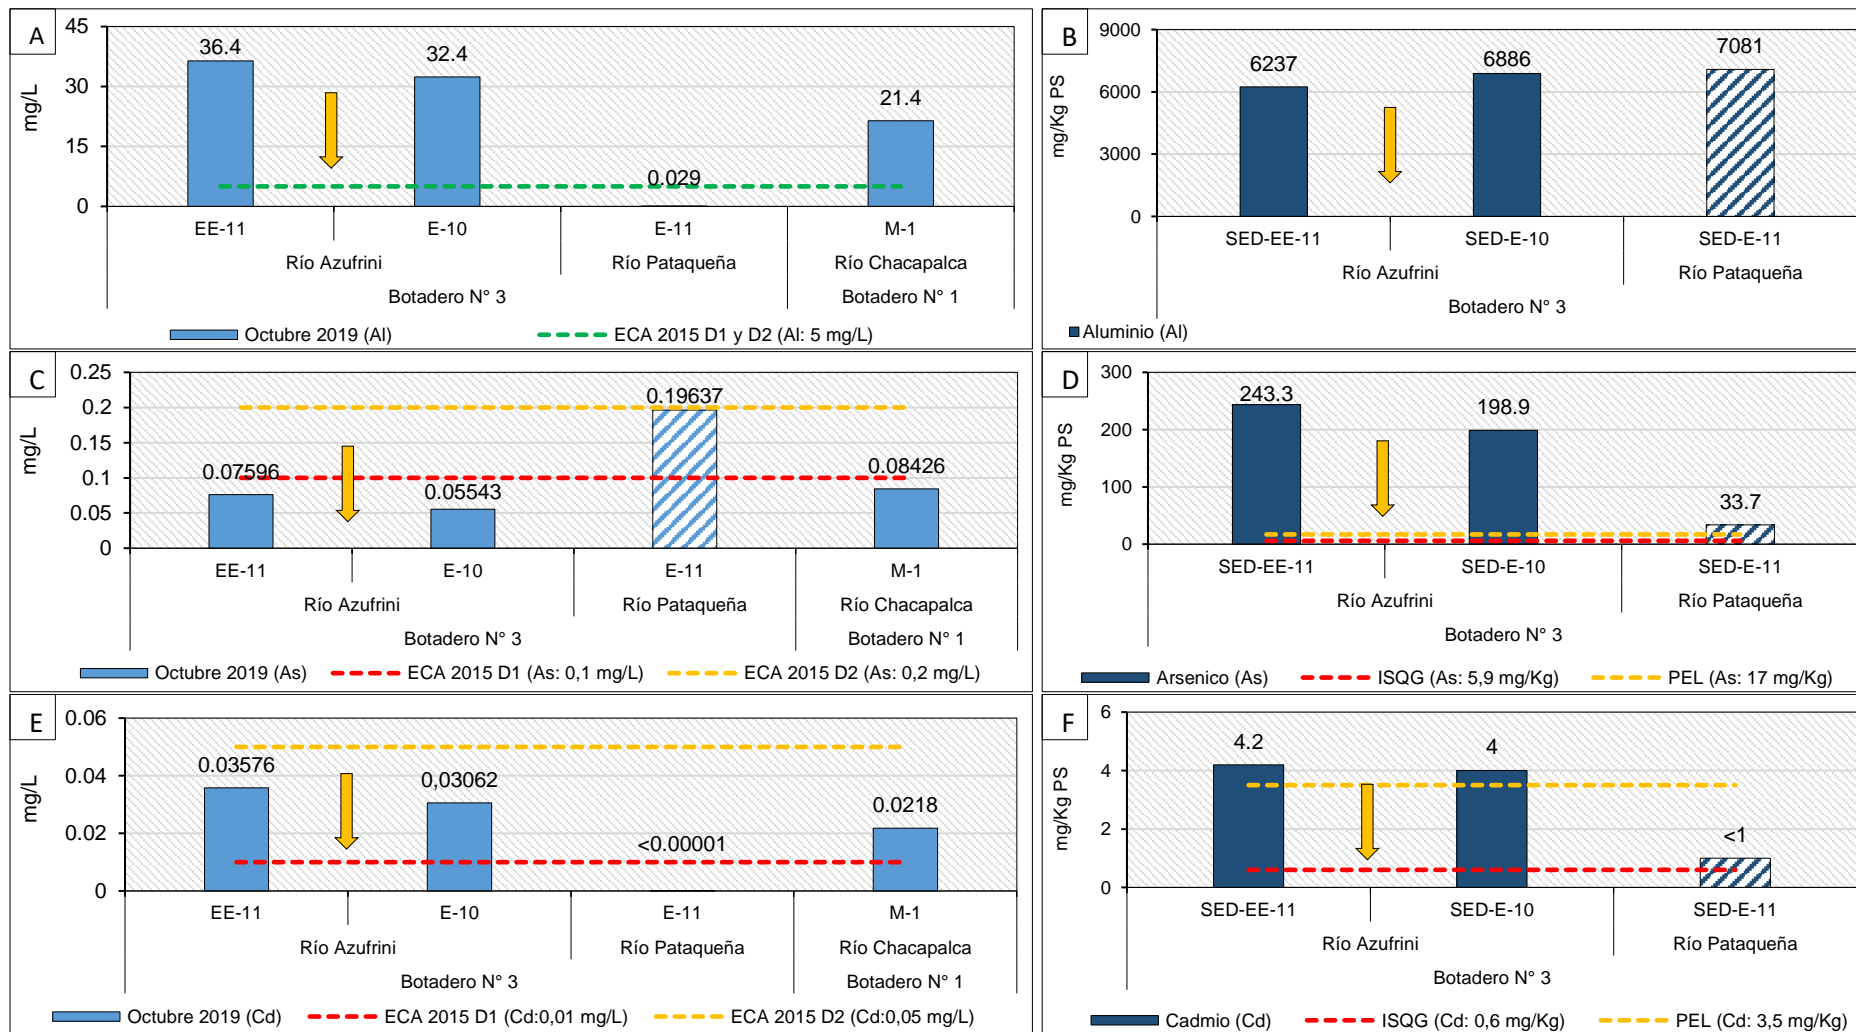 A
mg/L
45
30
15
0
36.4
32.4
0.029
21.4
EE-11
E-10
E-11
M-1
Río Azufrini
Río Pataqueña
Río Chacapalca
Botadero N° 3
Botadero N° 1
Octubre 2019 (Al)
ECA 2015 D1 y D2 (Al: 5 mg/L)
B
mg/Kg PS
9000
6000
3000
0
6237
6886
7081
SED-EE-11
SED-E-10
SED-E-11
Río Azufrini
Río Pataqueña
Botadero N° 3
Aluminio (Al)
C
mg/L
0.25
0.2
0.15
0.1
0.05
0
0.07596
0.05543
0.19637
0.08426
EE-11
E-10
E-11
M-1
Río Azufrini
Río Pataqueña
Río Chacapalca
Botadero N° 3
Botadero N° 1
Octubre 2019 (As)
ECA 2015 D1 (As: 0,1 mg/L)
ECA 2015 D2 (As: 0,2 mg/L)
D
mg/Kg PS
300
200
100
0
243.3
198.9
33.7
SED-EE-11
SED-E-10
SED-E-11
Río Azufrini
Río Pataqueña
Botadero N° 3
Arsenico (As)
ISQG (As: 5,9 mg/Kg)
PEL (As: 17 mg/Kg)
E
mg/L
0.06
0.04
0.02
0
0.03576
0,03062
<0.00001
0.0218
EE-11
E-10
E-11
M-1
Río Azufrini
Río Pataqueña
Río Chacapalca
Botadero N° 3
Botadero N° 1
Octubre 2019 (Cd)
ECA 2015 D1 (Cd:0,01 mg/L)
ECA 2015 D2 (Cd:0,05 mg/L)
F
mg/Kg PS
6
4
2
0
4.2
4
<1
SED-EE-11
SED-E-10
SED-E-11
Río Azufrini
Río Pataqueña
Botadero N° 3
Cadmio (Cd)
ISQG (Cd: 0,6 mg/Kg)
PEL (Cd: 3,5 mg/Kg)